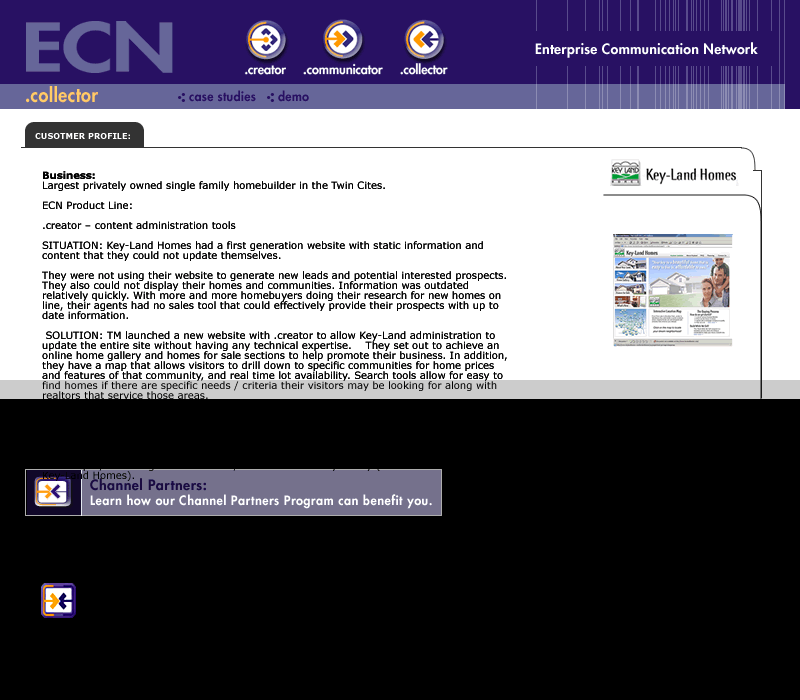 ECN
.creator .communicator .collector
Enterprise Communication Network
.collector
case studies demo
CUSOTMER PROFILE:
Business:
Largest privately owned single family homebuilder in the Twin Cites.
ECN Product Line:
.creator – content administration tools
SITUATION: Key-Land Homes had a first generation website with static information and
content that they could not update themselves.
They were not using their website to generate new leads and potential interested prospects.
They also could not display their homes and communities. Information was outdated
relatively quickly. With more and more homebuyers doing their research for new homes on
line, their agents had no sales tool that could effectively provide their prospects with up to
date information.
SOLUTION: TM launched a new website with .creator to allow Key-Land administration to
update the entire site without having any technical expertise. They set out to achieve an
online home gallery and homes for sale sections to help promote their business. In addition,
they have a map that allows visitors to drill down to specific communities for home prices
and features of that community, and real time lot availability. Search tools allow for easy to
find homes if there are specific needs / criteria their visitors may be looking for along with
realtors that service those areas.
KEY LAND
HOMES
Key-Land Homes
Key-Land Homes
Homes).
Channel Partners:
Learn how our Channel Partners Program can benefit you.